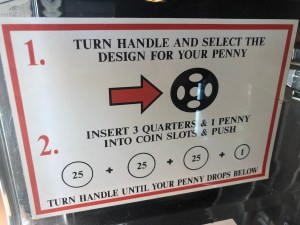 1. TURN HANDLE AND SELECT THE
DESIGN FOR YOUR PENNY
2. INSERT 3 QUARTERS & 1 PENNY
INTO COIN SLOTS & PUSH
25 + 25 + 25 + 1
TURN HANDLE UNTIL YOUR PENNY DROPS BELOW